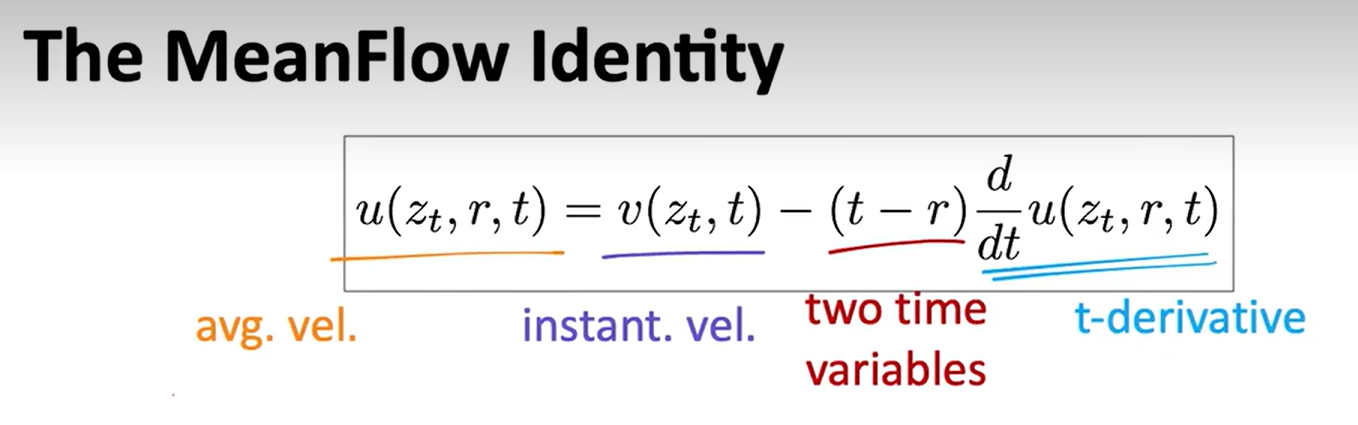 The MeanFlow Identity
u(z_t, r, t) = v(z_t, t) − (t − r) \frac{d}{dt} u(z_t, r, t)
avg. vel.
instant. vel.
two time
variables
t-derivative